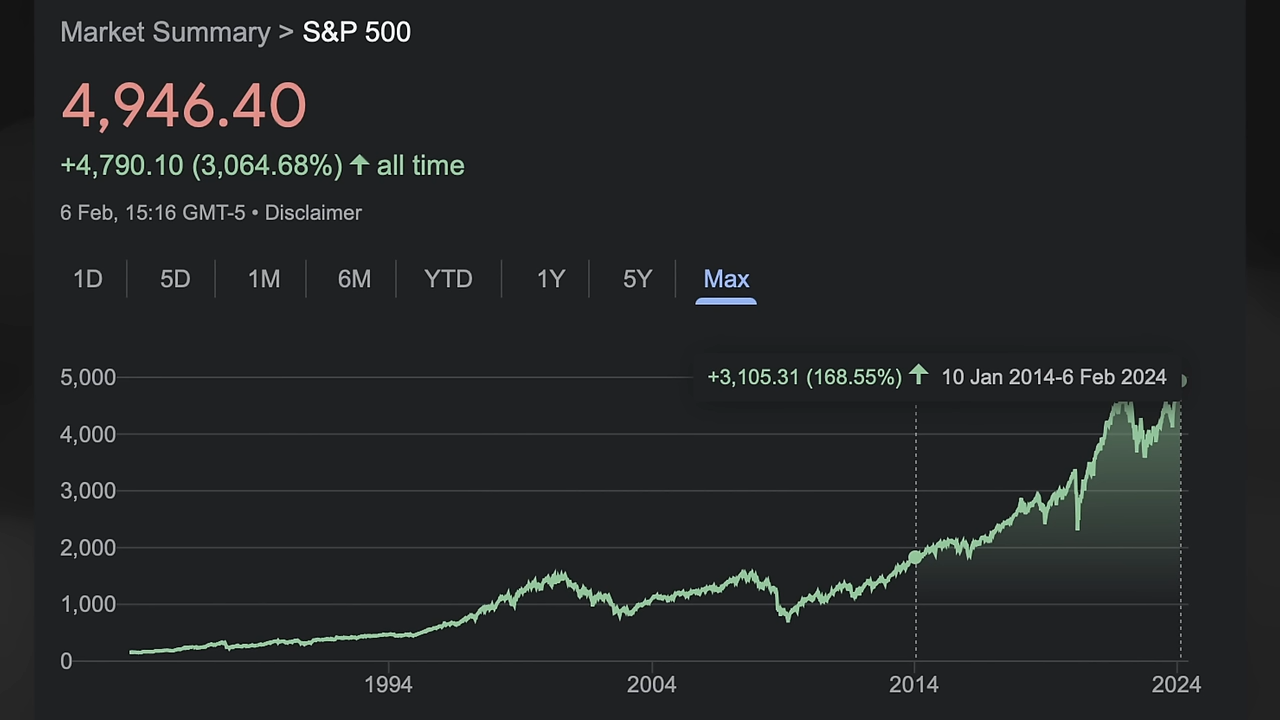 Market Summary > S&P 500
4,946.40
+4,790.10 (3,064.68%) ↑ all time
6 Feb, 15:16 GMT-5 • Disclaimer
1D 5D 1M 6M YTD 1Y 5Y Max
+3,105.31 (168.55%) ↑ 10 Jan 2014-6 Feb 2024
5,000
4,000
3,000
2,000
1,000
0
1994 2004 2014 2024